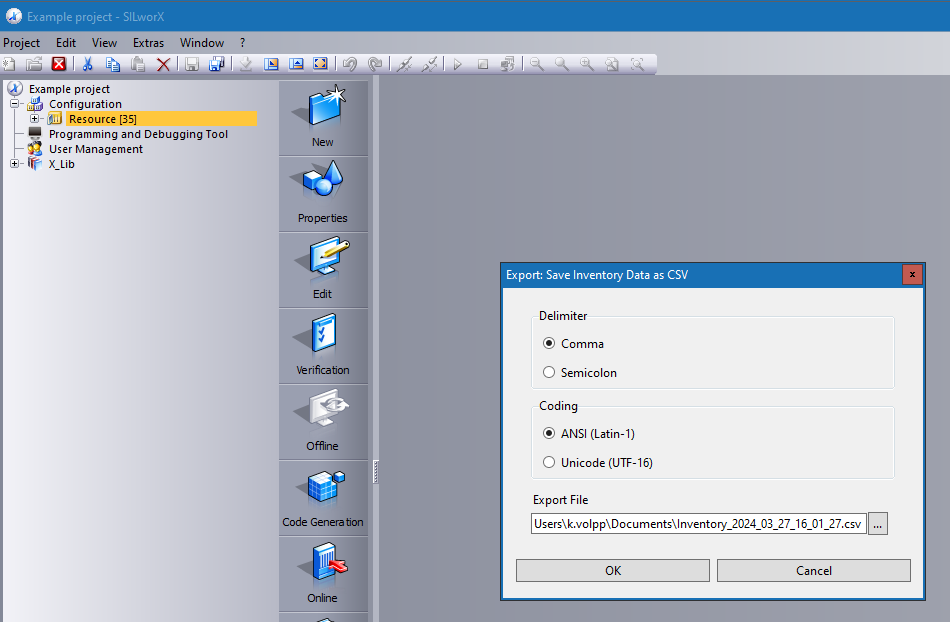 Example project - SILworX
Project Edit View Extras Window ?
Example project
Configuration
Resource [35]
Programming and Debugging Tool
User Management
X_Lib
New
Properties
Edit
Verification
Offline
Code Generation
Online
Export: Save Inventory Data as CSV
x
Delimiter
Comma
Semicolon
Coding
ANSI (Latin-1)
Unicode (UTF-16)
Export File
Users\k.volpp\Documents\Inventory_2024_03_27_16_01_27.csv
...
OK Cancel